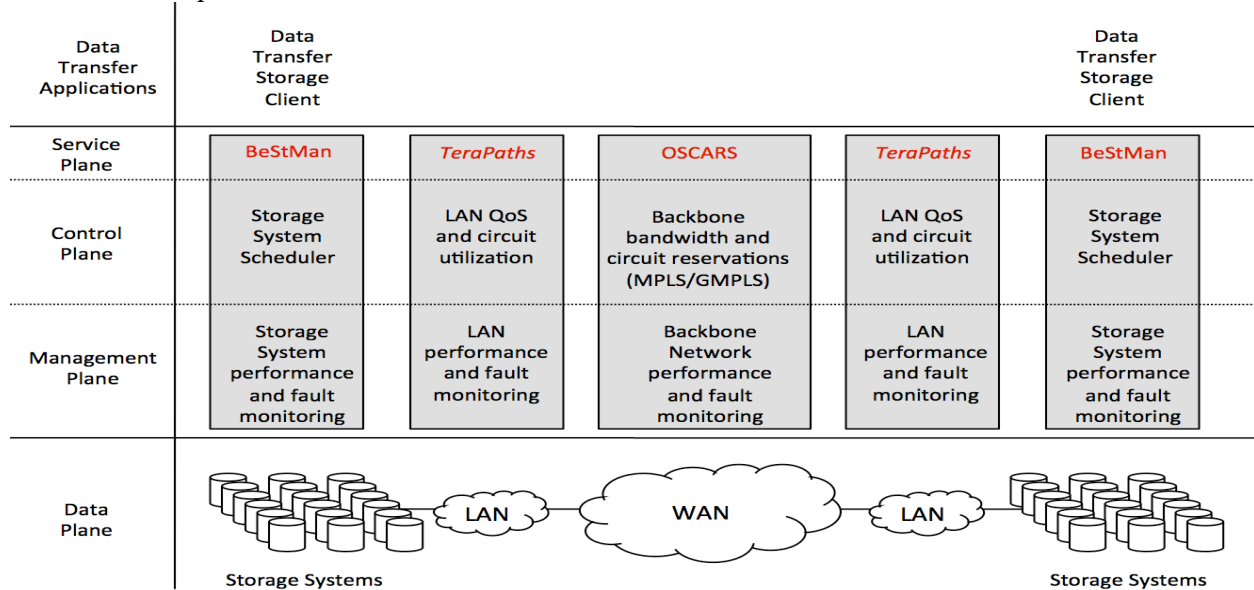 Data
Transfer
Applications
Data
Transfer
Storage
Client
Data
Transfer
Storage
Client
Service
Plane
BeStMan
TeraPaths
OSCARS
TeraPaths
BeStMan
Control
Plane
Storage
System
Scheduler
LAN QoS
and circuit
utilization
Backbone
bandwidth and
circuit reservations
(MPLS/GMPLS)
LAN QoS
and circuit
utilization
Storage
System
Scheduler
Management
Plane
Storage
System
performance
and fault
monitoring
LAN
performance
and fault
monitoring
Backbone
Network
performance
and fault
monitoring
LAN
performance
and fault
monitoring
Storage
System
performance
and fault
monitoring
Data
Plane
LAN
WAN
LAN
Storage Systems
Storage Systems